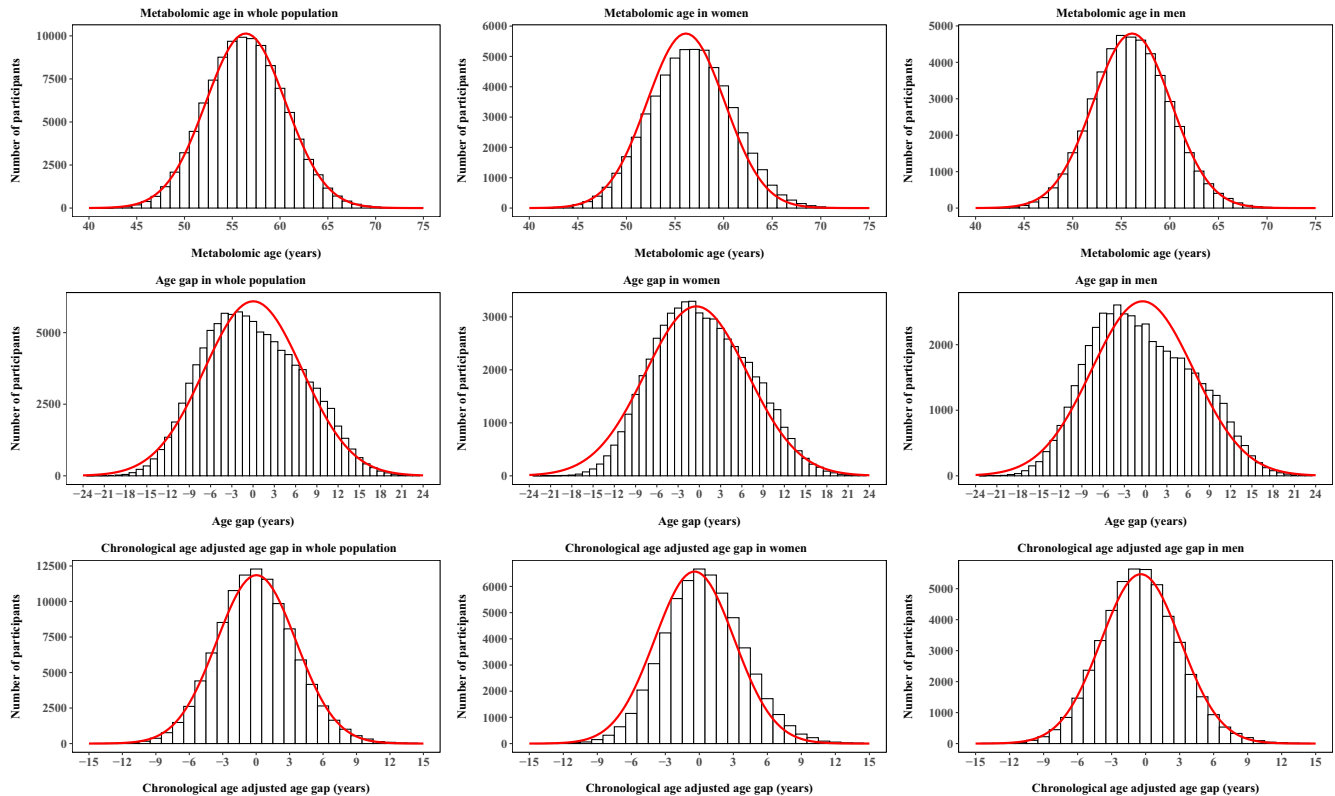 Metabolomic age in whole population
Number of participants
10000
7500
5000
2500
0
40 45 50 55 60 65 70 75
Metabolomic age (years)
Metabolomic age in women
Number of participants
6000
5000
4000
3000
2000
1000
0
40 45 50 55 60 65 70 75
Metabolomic age (years)
Metabolomic age in men
Number of participants
5000
4000
3000
2000
1000
0
40 45 50 55 60 65 70 75
Metabolomic age (years)
Age gap in whole population
Number of participants
5000
2500
0
−24 −21 −18 −15 −12 −9 −6 −3 0 3 6 9 12 15 18 21 24
Age gap (years)
Age gap in women
Number of participants
3000
2000
1000
0
−24 −21 −18 −15 −12 −9 −6 −3 0 3 6 9 12 15 18 21 24
Age gap (years)
Age gap in men
Number of participants
2000
1000
0
−24 −21 −18 −15 −12 −9 −6 −3 0 3 6 9 12 15 18 21 24
Age gap (years)
Chronological age adjusted age gap in whole population
Number of participants
12500
10000
7500
5000
2500
0
−15 −12 −9 −6 −3 0 3 6 9 12 15
Chronological age adjusted age gap (years)
Chronological age adjusted age gap in women
Number of participants
6000
5000
4000
3000
2000
1000
0
−15 −12 −9 −6 −3 0 3 6 9 12 15
Chronological age adjusted age gap (years)
Chronological age adjusted age gap in men
Number of participants
5000
4000
3000
2000
1000
0
−15 −12 −9 −6 −3 0 3 6 9 12 15
Chronological age adjusted age gap (years)